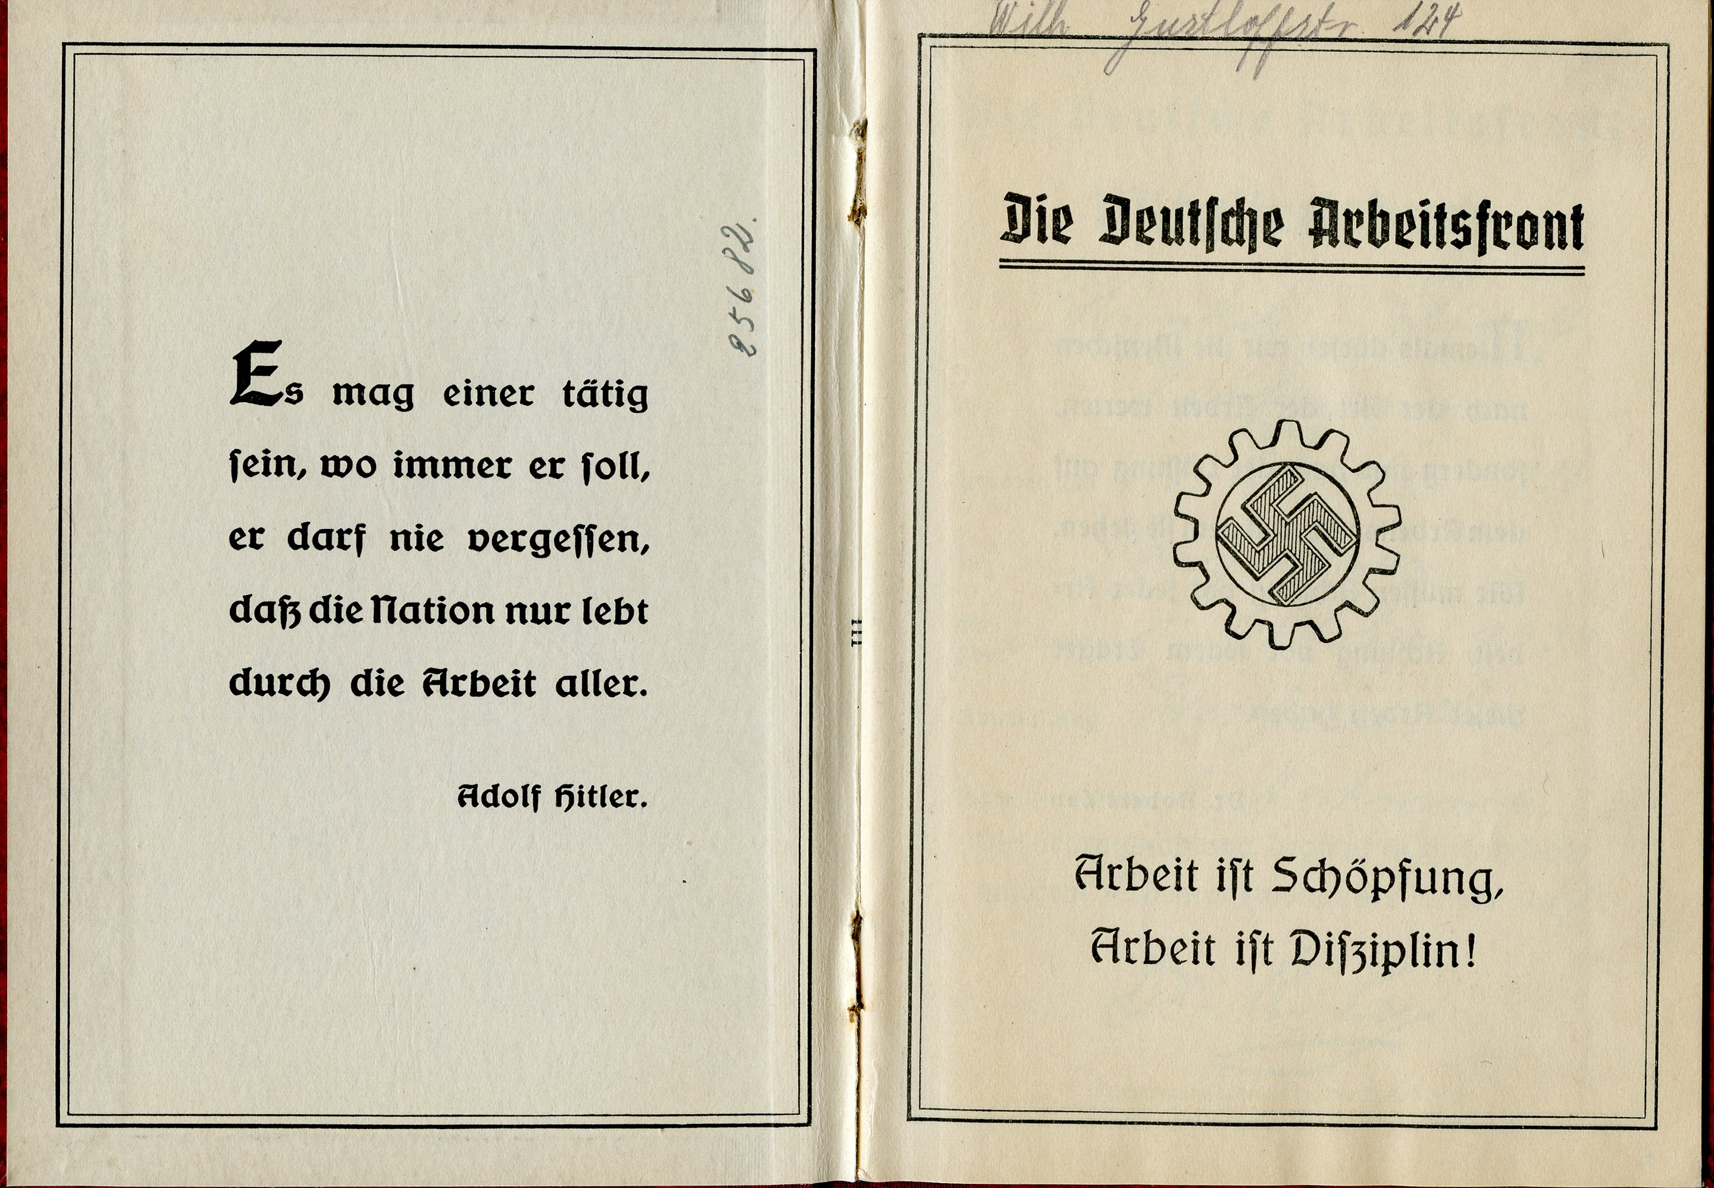 Es mag einer tätig
sein, wo immer er soll,
er darf nie vergessen,
daß die Nation nur lebt
durch die Arbeit aller.
Adolf Hitler.
25682.
III
Wilh Gustloffstr. 124
Die Deutsche Arbeitsfront
Arbeit ist Schöpfung,
Arbeit ist Disziplin!